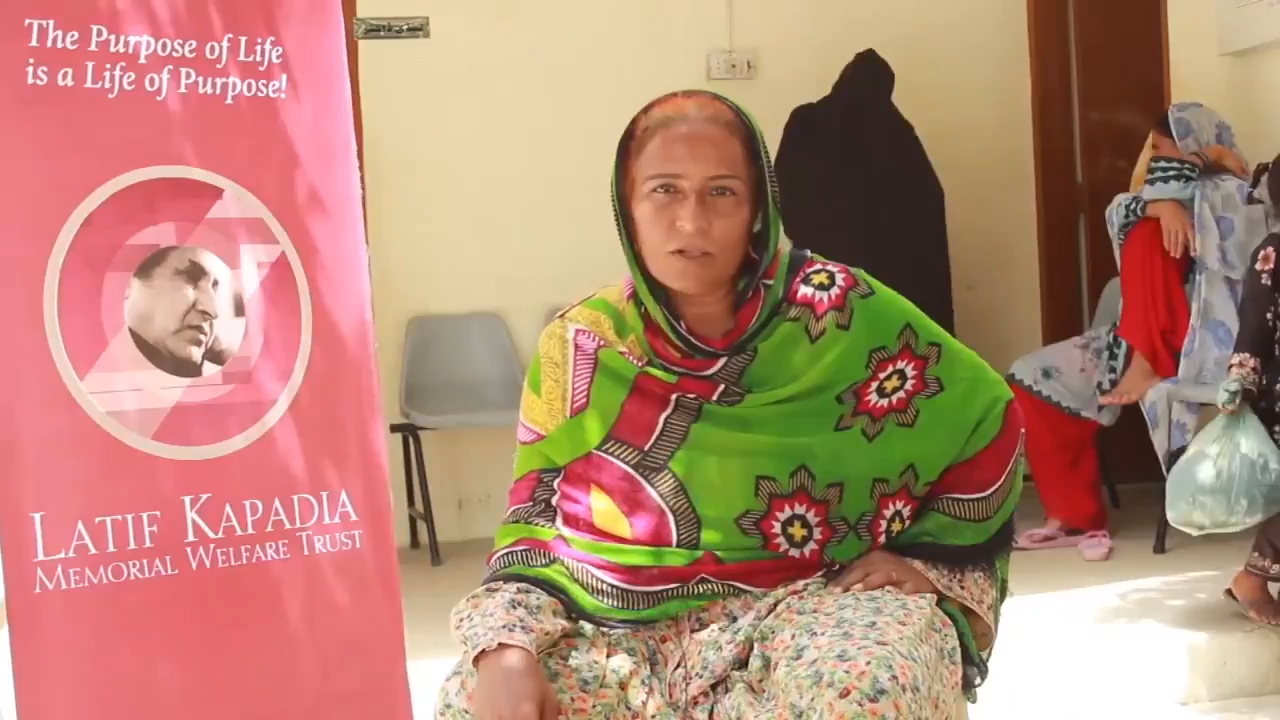 The Purpose of Life
is a Life of Purpose!
LATIF KAPADIA
MEMORIAL WELFARE TRUST